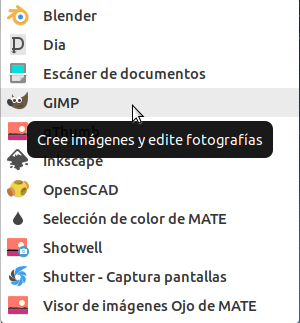 Blender
Dia
Escáner de documentos
GIMP
gThumb
Cree imágenes y edite fotografías
Inkscape
OpenSCAD
Selección de color de MATE
Shotwell
Shutter - Captura pantallas
Visor de imágenes Ojo de MATE